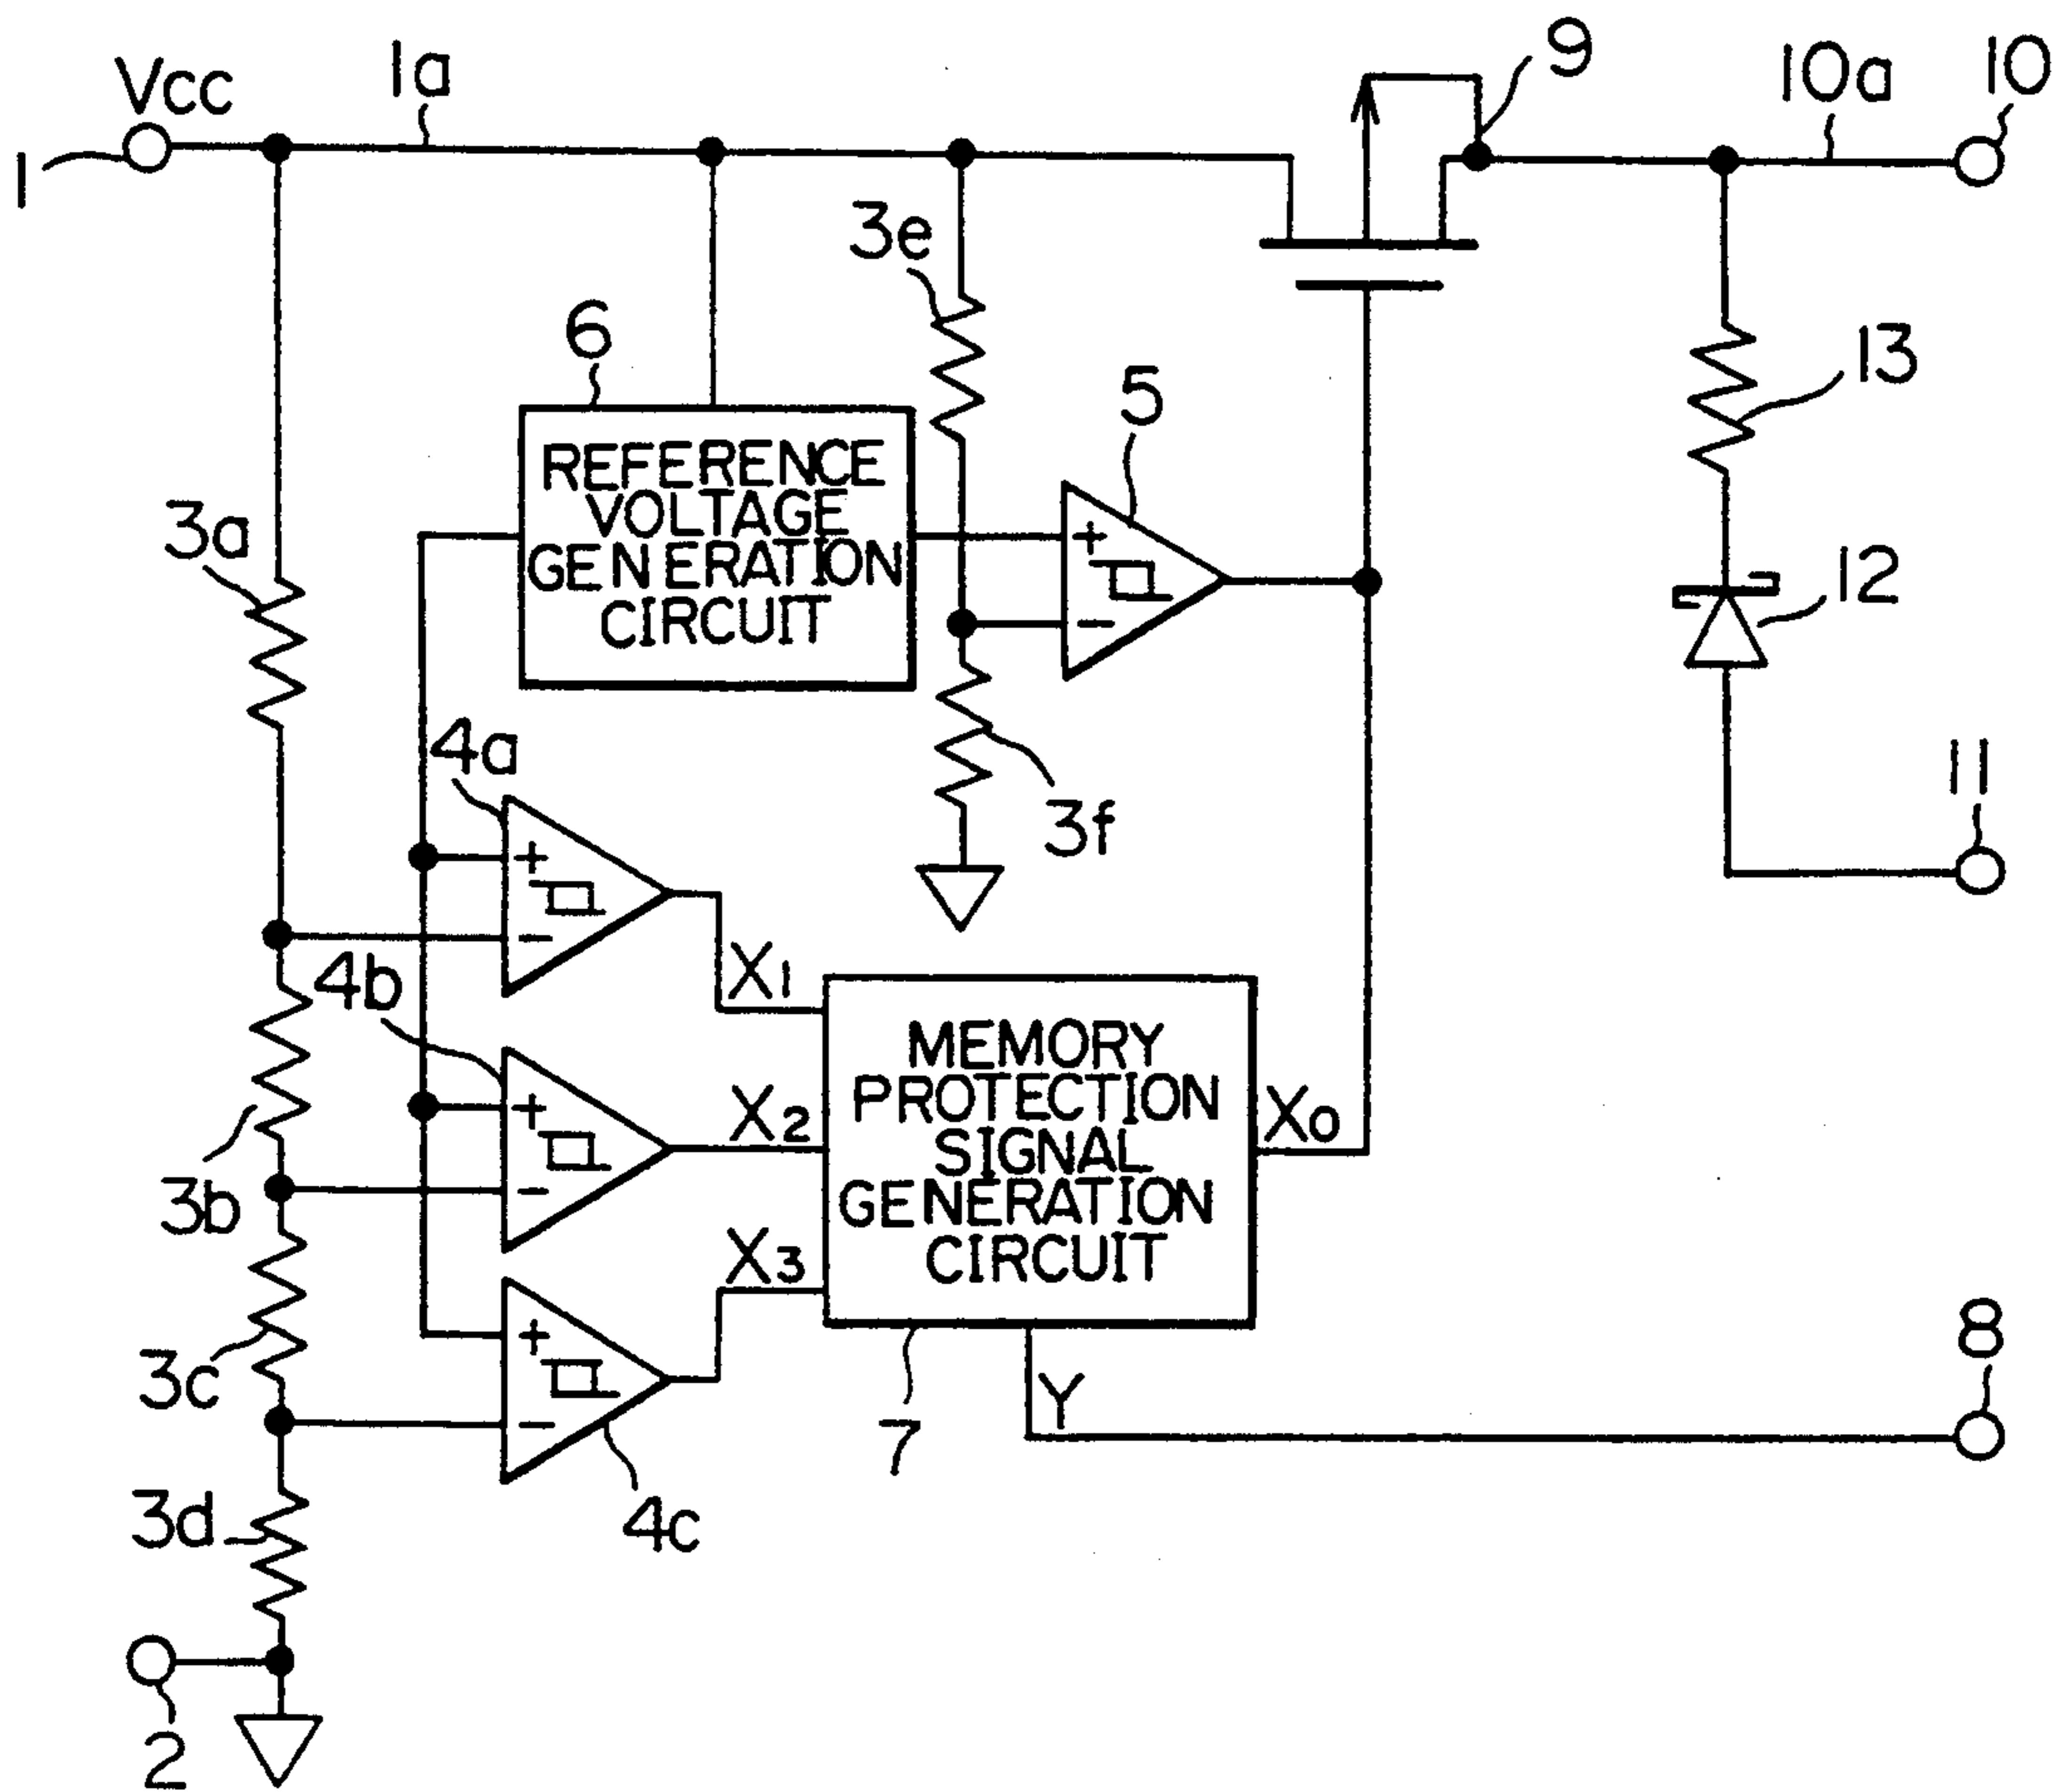 Vcc
1a
9
10a
10
1
3e
6
5
13
REFERENCE
VOLTAGE
GENERATION
CIRCUIT
+
−
3a
12
4a
3f
11
+
−
X1
4b
+
−
X2
MEMORY
PROTECTION
SIGNAL
GENERATION
CIRCUIT
X0
3b
X3
3c
+
−
Y
8
7
3d
4c
2